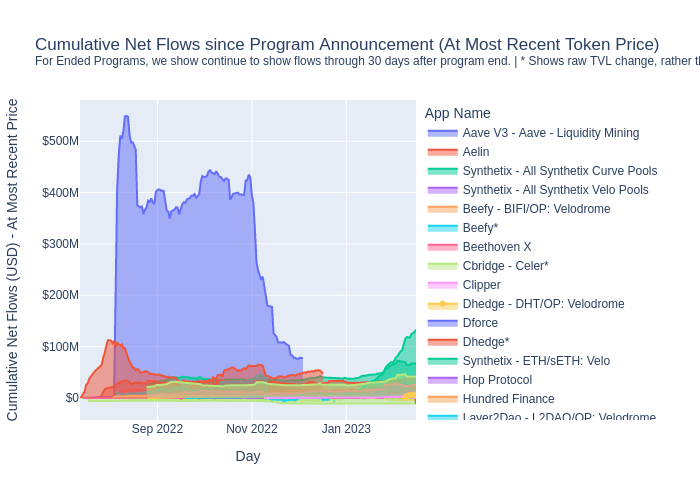 Cumulative Net Flows since Program Announcement (At Most Recent Token Price)
For Ended Programs, we show continue to show flows through 30 days after program end. | * Shows raw TVL change, rather
Cumulative Net Flows (USD) - At Most Recent Price
$500M
$400M
$300M
$200M
$100M
$0
Sep 2022
Nov 2022
Jan 2023
Day
App Name
Aave V3 - Aave - Liquidity Mining
Aelin
Synthetix - All Synthetix Curve Pools
Synthetix - All Synthetix Velo Pools
Beefy - BIFI/OP: Velodrome
Beefy*
Beethoven X
Cbridge - Celer*
Clipper
Dhedge - DHT/OP: Velodrome
Dforce
Dhedge*
Synthetix - ETH/sETH: Velo
Hop Protocol
Hundred Finance
Layer2Dao - L2DAO/OP: Velodrome